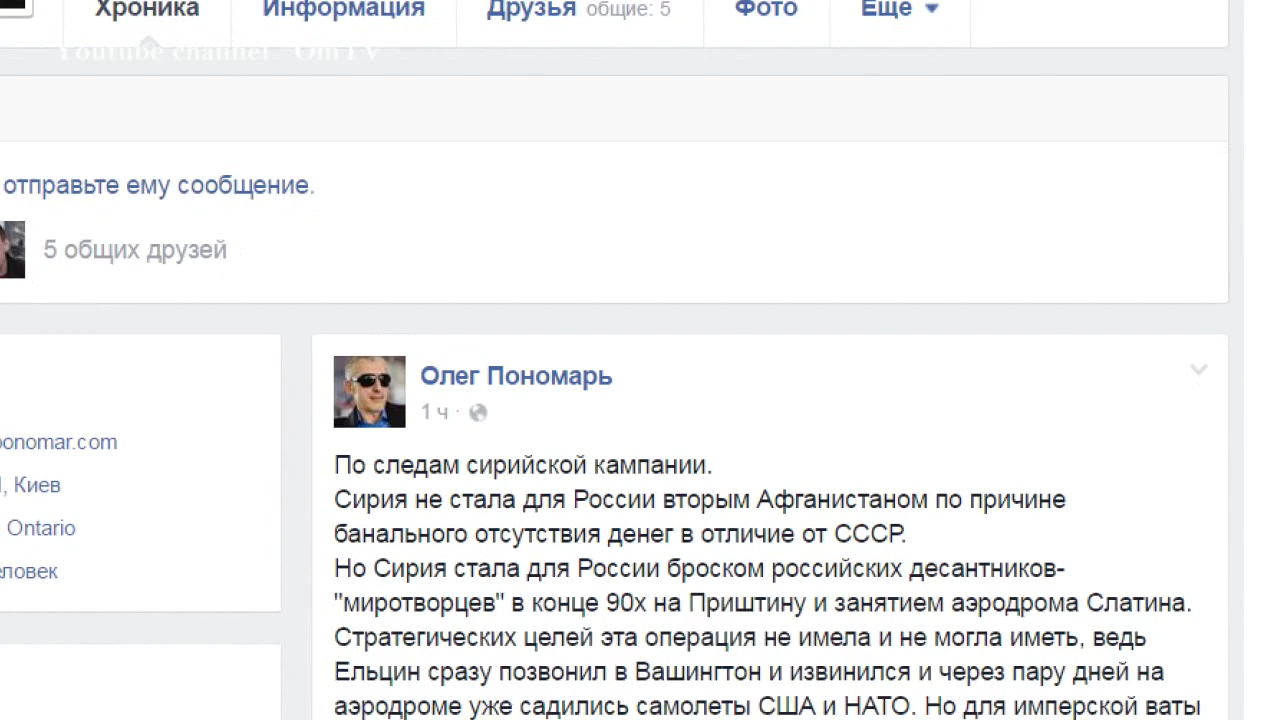 Хроника Информация Друзья общие: 5 Фото Ещё
Youtube channel - OmTV
отправьте ему сообщение.
5 общих друзей
Олег Пономарь
1 ч ·
ponomar.com
, Киев
Ontario
еловек
По следам сирийской кампании.
Сирия не стала для России вторым Афганистаном по причине
банального отсутствия денег в отличие от СССР.
Но Сирия стала для России броском российских десантников-
"миротворцев" в конце 90х на Приштину и занятием аэродрома Слатина.
Стратегических целей эта операция не имела и не могла иметь, ведь
Ельцин сразу позвонил в Вашингтон и извинился и через пару дней на
аэродроме уже садились самолеты США и НАТО. Но для имперской ваты